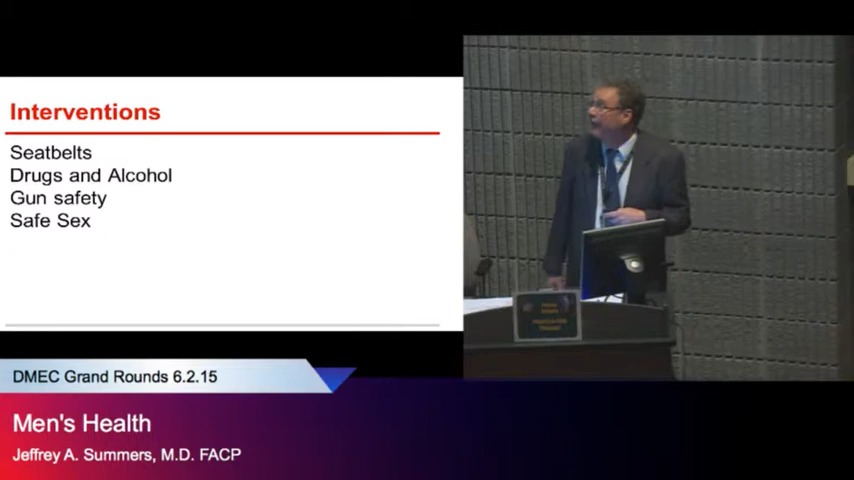 Interventions
Seatbelts
Drugs and Alcohol
Gun safety
Safe Sex
DMEC Grand Rounds 6.2.15
Men's Health
Jeffrey A. Summers, M.D. FACP